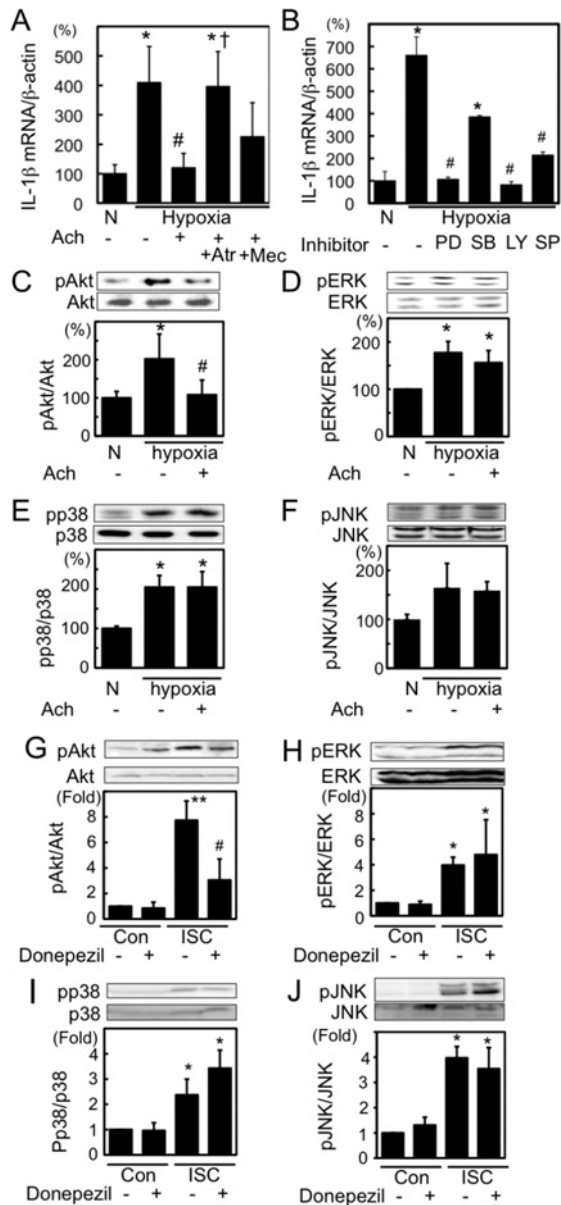 A
B
(%)
(%)
IL-1β mRNA/β-actin
500
400
300
200
100
0
* # *†
N
Hypoxia
Ach - - + + +
+Atr +Mec
IL-1β mRNA/β-actin
700
600
500
400
300
200
100
0
* # * # #
N
Hypoxia
Inhibitor - - PD SB LY SP
C
pAkt
Akt
(%)
pAkt/Akt
200
100
0
* #
N hypoxia
Ach - - +
D
pERK
ERK
(%)
pERK/ERK
200
100
0
* *
N hypoxia
Ach - - +
E
pp38
p38
(%)
pp38/p38
200
100
0
* *
N hypoxia
Ach - - +
F
pJNK
JNK
(%)
pJNK/JNK
200
100
0
N hypoxia
Ach - - +
G
pAkt
Akt
(Fold)
pAkt/Akt
8
6
4
2
0
** #
Con ISC
Donepezil - + - +
H
pERK
ERK
(Fold)
pERK/ERK
8
6
4
2
0
* *
Con ISC
Donepezil - + - +
I
pp38
p38
(Fold)
Pp38/p38
4
3
2
1
0
* *
Con ISC
Donepezil - + - +
J
pJNK
JNK
(Fold)
pJNK/JNK
4
3
2
1
0
* *
Con ISC
Donepezil - + - +